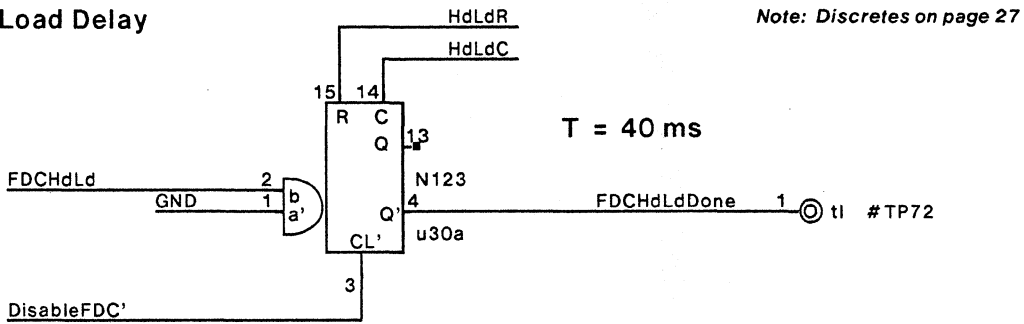 Load Delay
HdLdR
Note: Discretes on page 27
HdLdC
15 14
R C
Q 13
T = 40 ms
FDCHdLd 2 b
N123
GND 1 a'
Q' 4 FDCHdLdDone 1 tl #TP72
u30a
CL'
3
DisableFDC'